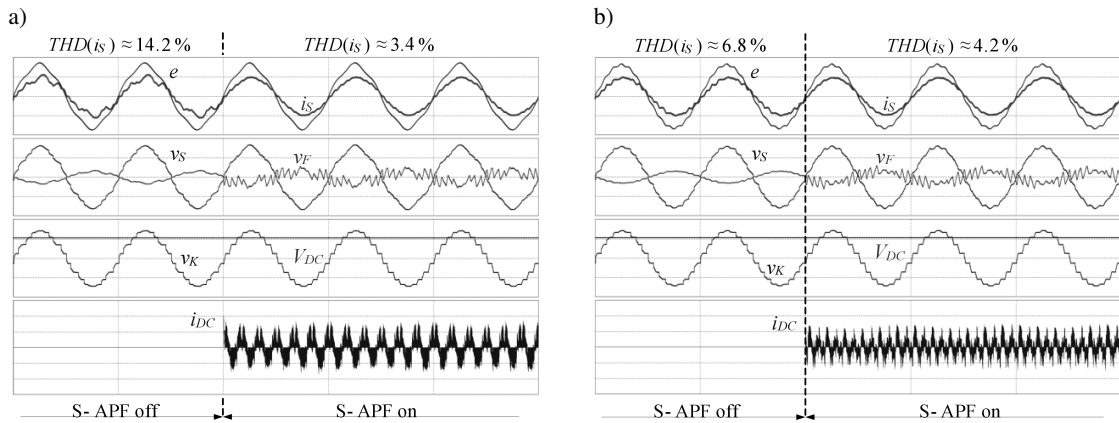 a)
THD(iS) ≈ 14.2 %
THD(iS) ≈ 3.4 %
e
iS
vS
vF
vK
VDC
iDC
S- APF off
S- APF on
b)
THD(iS) ≈ 6.8 %
THD(iS) ≈ 4.2 %
e
iS
vS
vF
vK
VDC
iDC
S- APF off
S- APF on